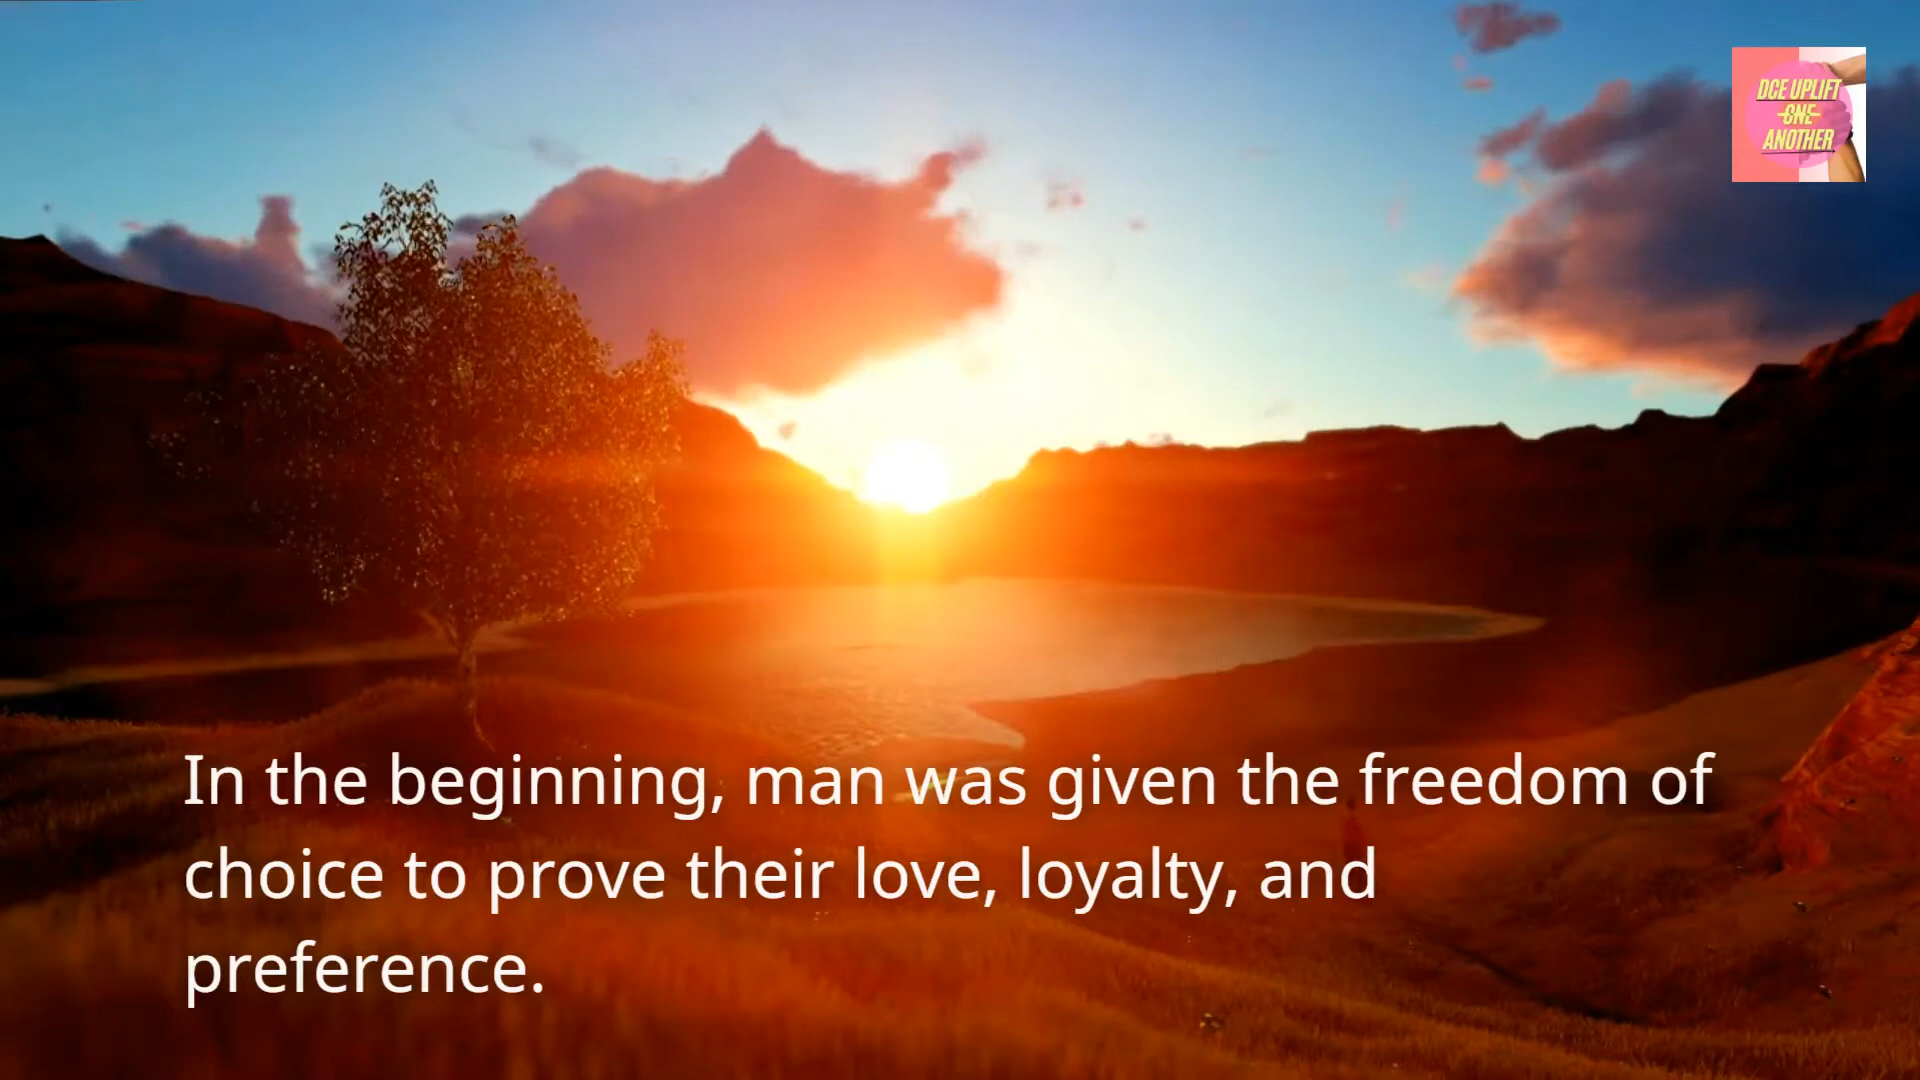 DCE UPLIFT
ONE
ANOTHER
In the beginning, man was given the freedom of
choice to prove their love, loyalty, and
preference.